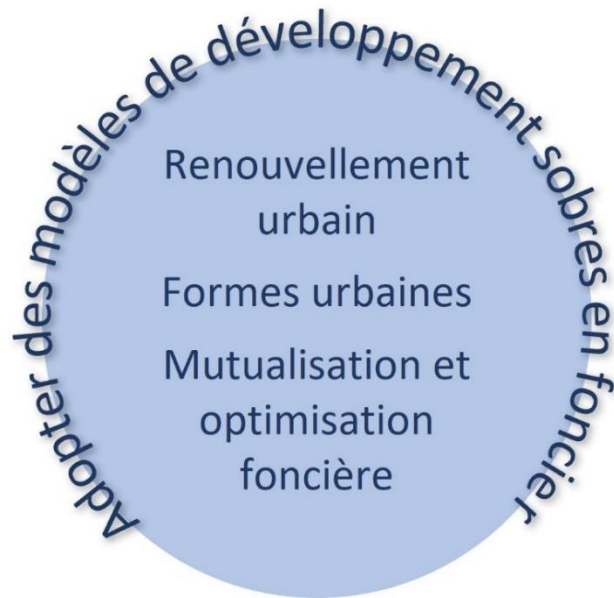 Adopter des modèles de développement sobres en foncier
Renouvellement
urbain
Formes urbaines
Mutualisation et
optimisation
foncière